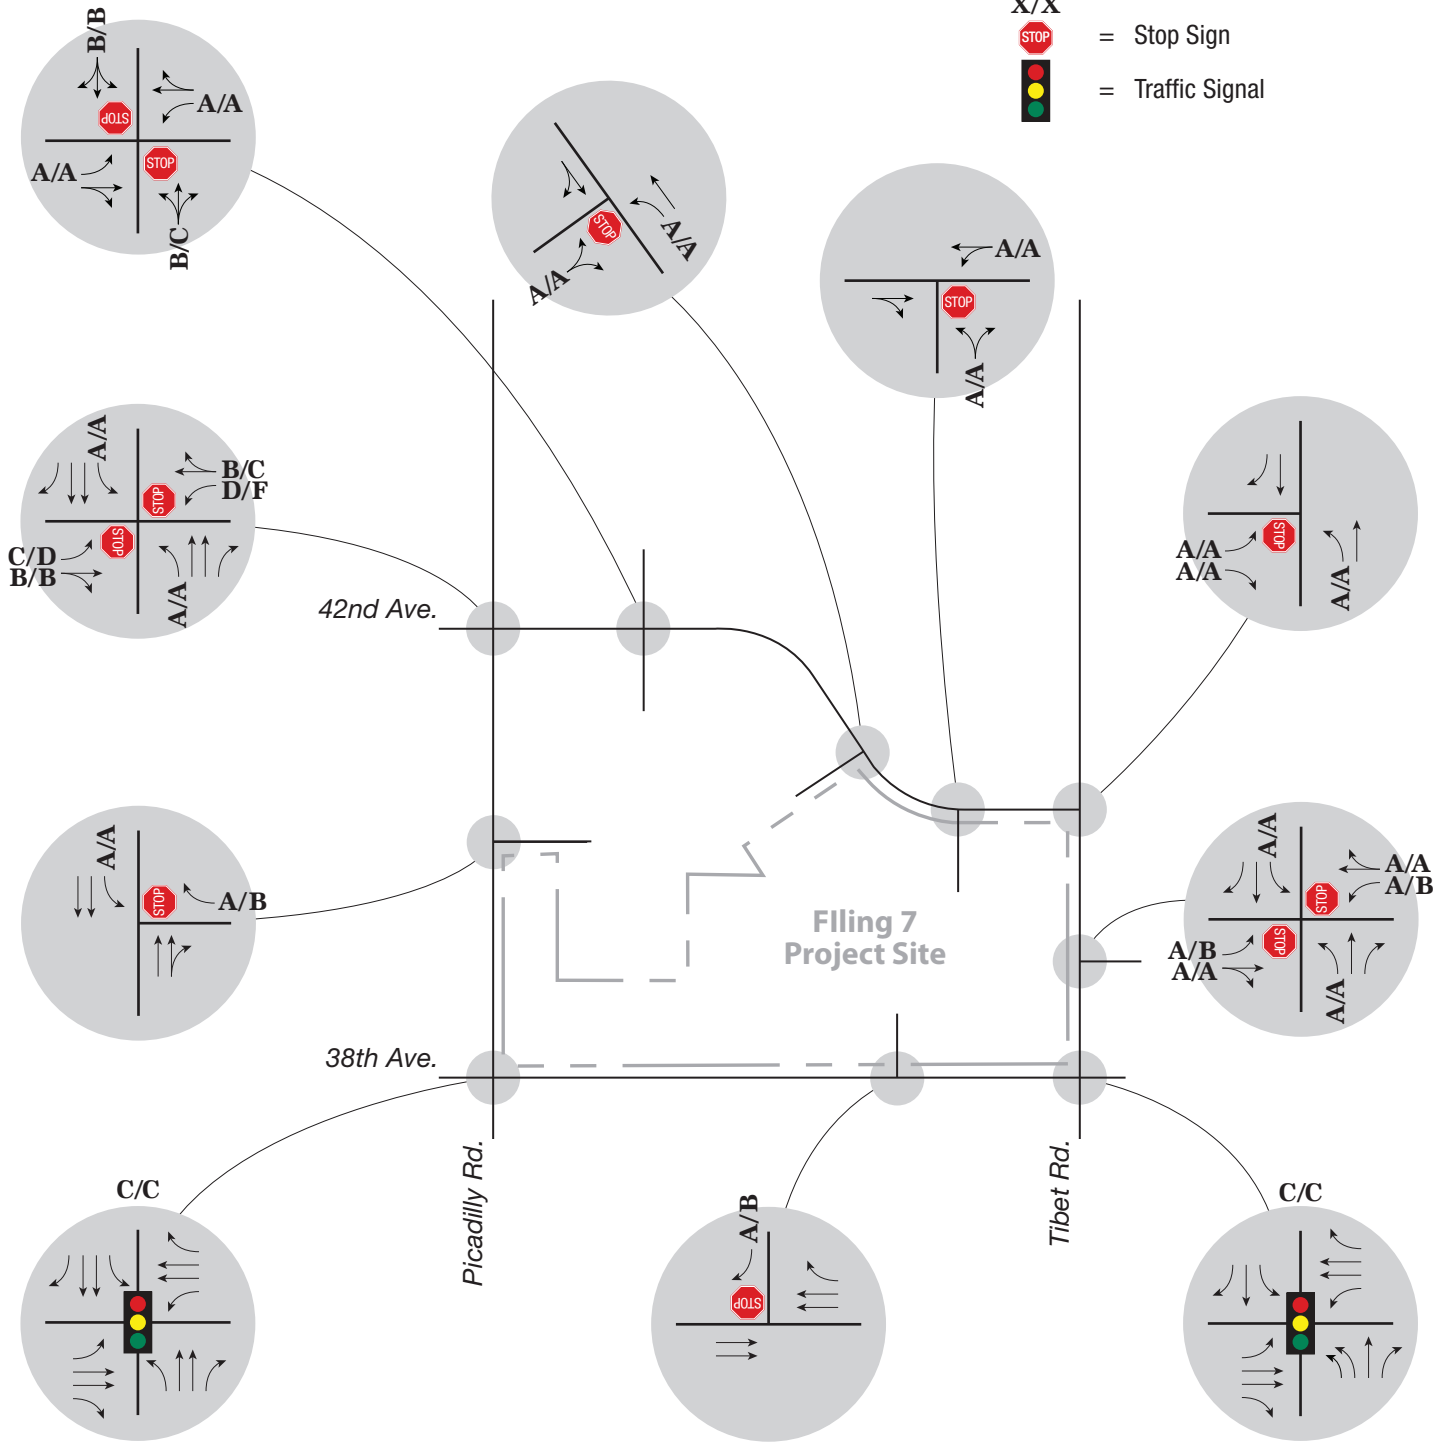 X/X
STOP = Stop Sign
= Traffic Signal
B/B
A/A
STOP
STOP
A/A
B/C
STOP
A/A
A/A
A/A
STOP
A/A
A/A
B/C
D/F
STOP
STOP
C/D
B/B
A/A
STOP
A/A
A/A
A/A
42nd Ave.
A/A
STOP
A/B
A/A
A/A
A/B
STOP
STOP
A/B
A/A
A/A
FIling 7
Project Site
38th Ave.
Picadilly Rd.
Tibet Rd.
C/C
A/B
STOP
C/C